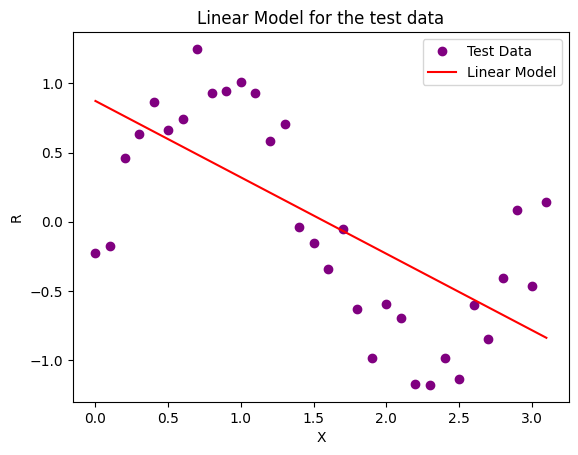 Linear Model for the test data
Test Data
Linear Model
R
1.0
0.5
0.0
−0.5
−1.0
0.0 0.5 1.0 1.5 2.0 2.5 3.0
X